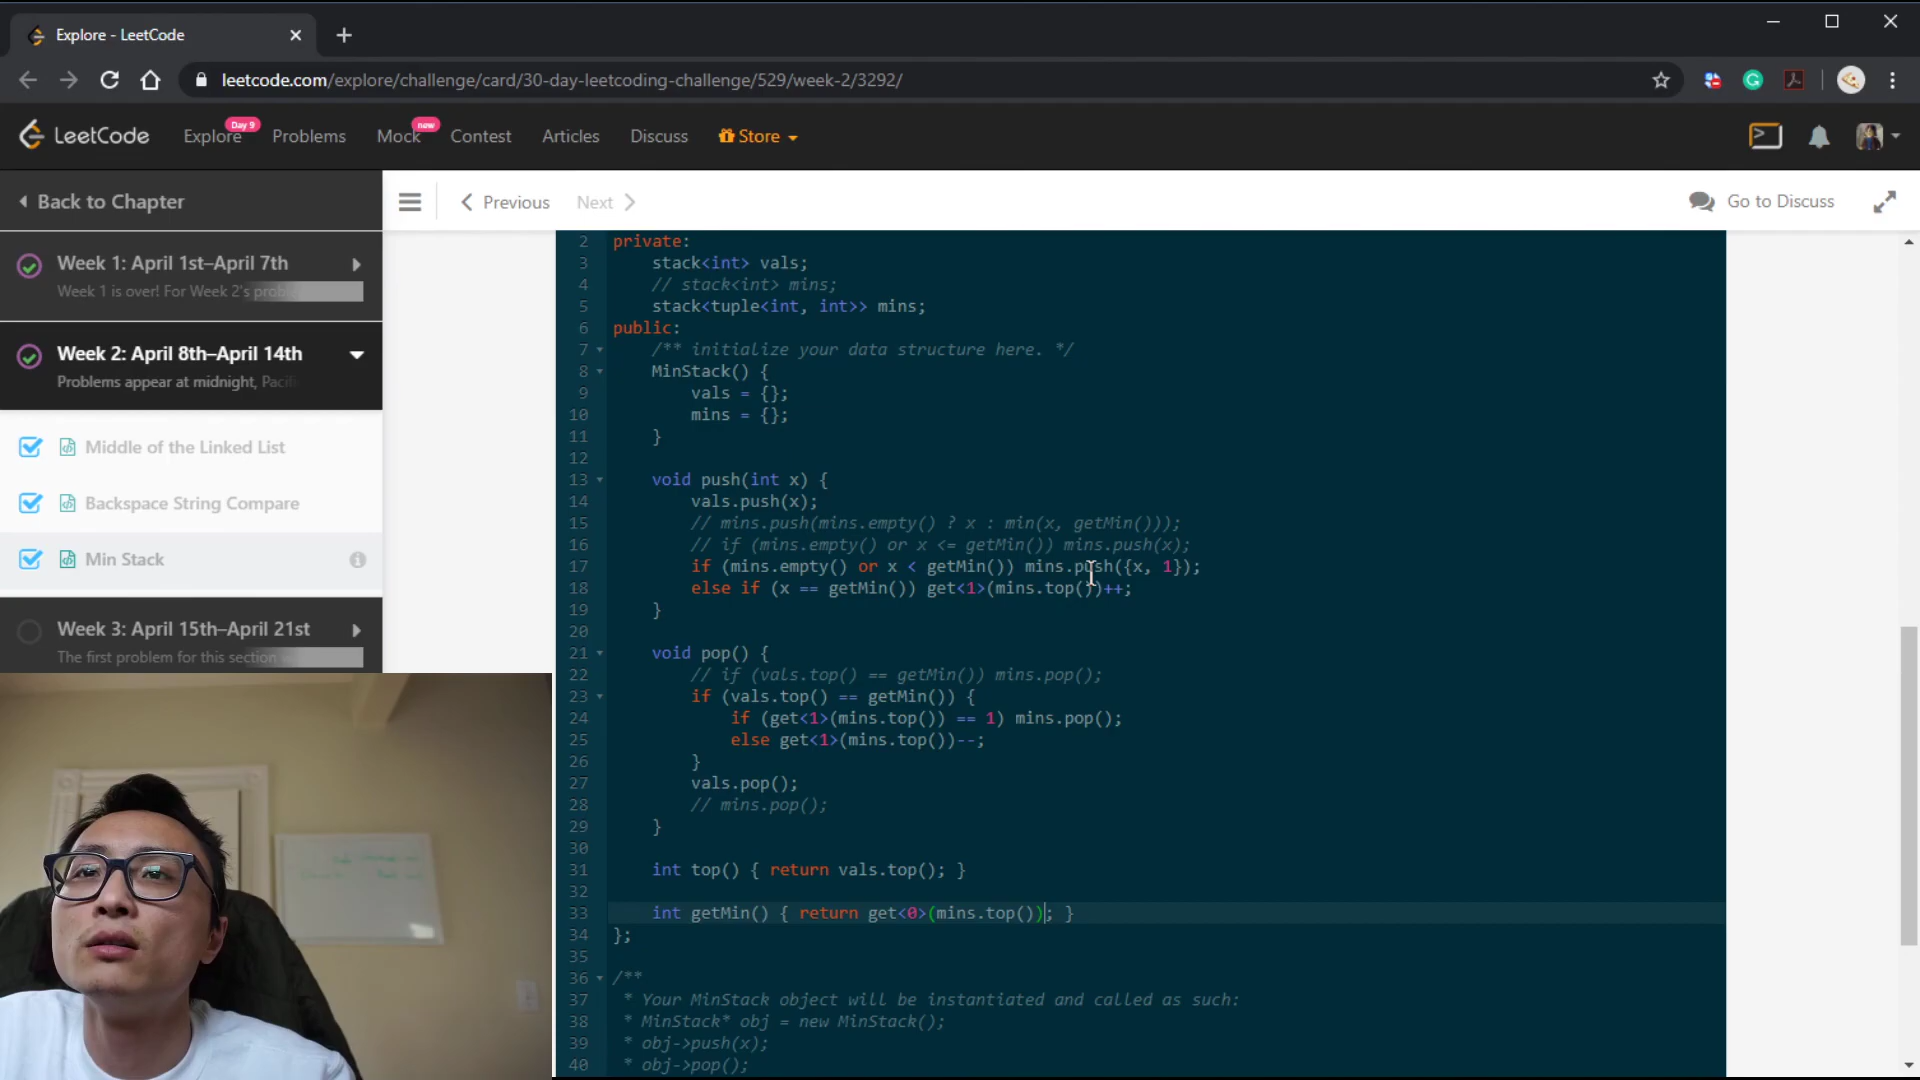 Explore - LeetCode
leetcode.com/explore/challenge/card/30-day-leetcoding-challenge/529/week-2/3292/
LeetCode
Explore Day 9 Problems Mock new Contest Articles Discuss Store
Back to Chapter
Previous Next
Go to Discuss
Week 1: April 1st–April 7th
Week 1 is over! For Week 2's
Week 2: April 8th–April 14th
Problems appear at midnight,
Middle of the Linked List
Backspace String Compare
Min Stack
Week 3: April 15th–April 21st
The first problem for this section
2 private:
3 stack<int> vals;
4 // stack<int> mins;
5 stack<tuple<int, int>> mins;
6 public:
7 /** initialize your data structure here. */
8 MinStack() {
9 vals = {};
10 mins = {};
11 }
12
13 void push(int x) {
14 vals.push(x);
15 // mins.push(mins.empty() ? x : min(x, getMin()));
16 // if (mins.empty() or x <= getMin()) mins.push(x);
17 if (mins.empty() or x < getMin()) mins.push({x, 1});
18 else if (x == getMin()) get<1>(mins.top())++;
19 }
20
21 void pop() {
22 // if (vals.top() == getMin()) mins.pop();
23 if (vals.top() == getMin()) {
24 if (get<1>(mins.top()) == 1) mins.pop();
25 else get<1>(mins.top())--;
26 }
27 vals.pop();
28 // mins.pop();
29 }
30
31 int top() { return vals.top(); }
32
33 int getMin() { return get<0>(mins.top()); }
34 };
35
36 /**
37 * Your MinStack object will be instantiated and called as such:
38 * MinStack* obj = new MinStack();
39 * obj->push(x);
40 * obj->pop();